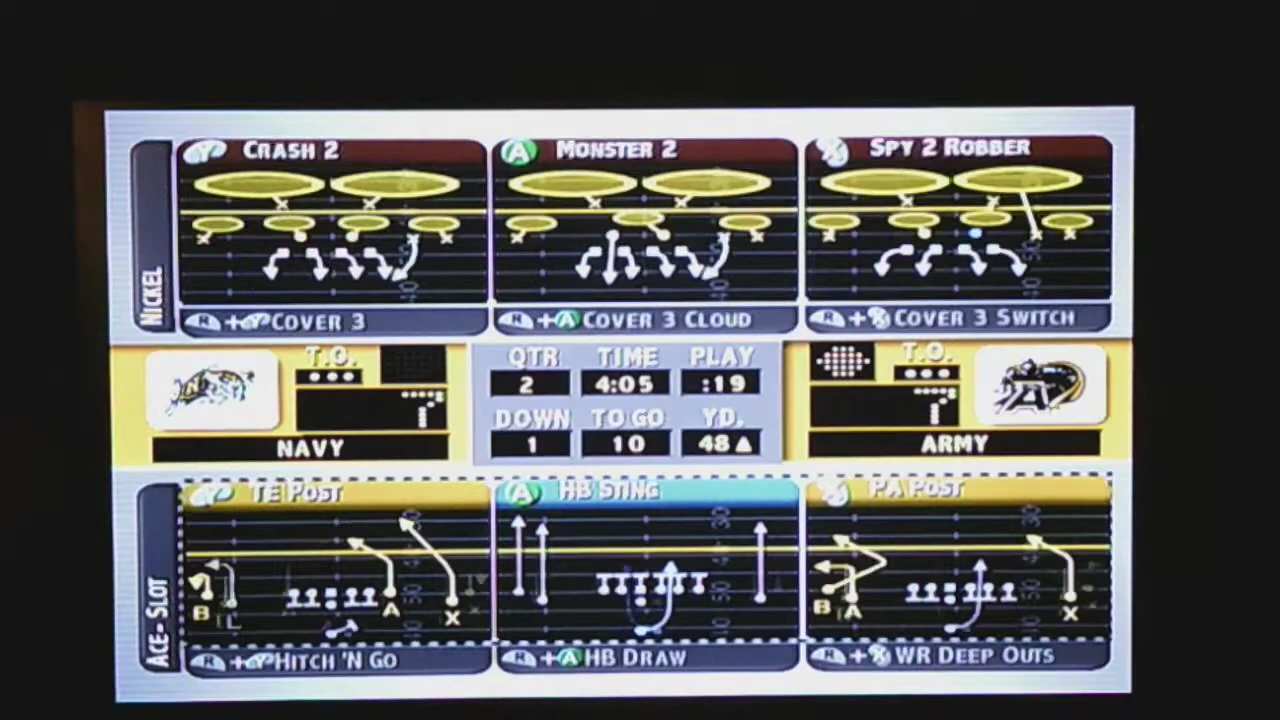 NICKEL
Y CRASH 2
A MONSTER 2
X SPY 2 ROBBER
R + Y COVER 3
R + A COVER 3 CLOUD
R + X COVER 3 SWITCH
T.O.
QTR TIME PLAY
2 4:05 :19
DOWN TO GO YD.
1 10 48▲
NAVY
T.O.
ARMY
ACE- SLOT
Y TE POST
A HB STING
X PA POST
B A X
B A X
R + Y HITCH 'N GO
R + A HB DRAW
R + X WR DEEP OUTS